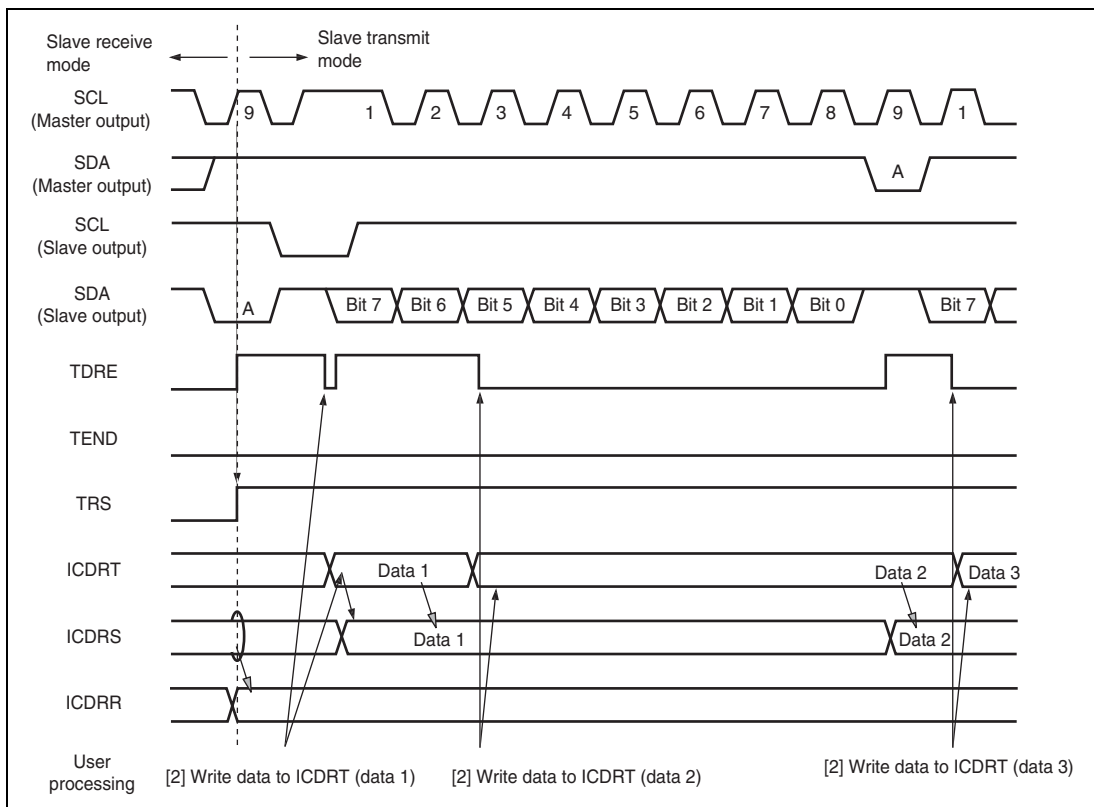 Slave receive
mode
Slave transmit
mode
SCL
(Master output)
9 1 2 3 4 5 6 7 8 9 1
SDA
(Master output)
A
SCL
(Slave output)
SDA
(Slave output)
A Bit 7 Bit 6 Bit 5 Bit 4 Bit 3 Bit 2 Bit 1 Bit 0 Bit 7
TDRE
TEND
TRS
ICDRT
Data 1 Data 2 Data 3
ICDRS
Data 1 Data 2
ICDRR
User
processing
[2] Write data to ICDRT (data 1) [2] Write data to ICDRT (data 2) [2] Write data to ICDRT (data 3)